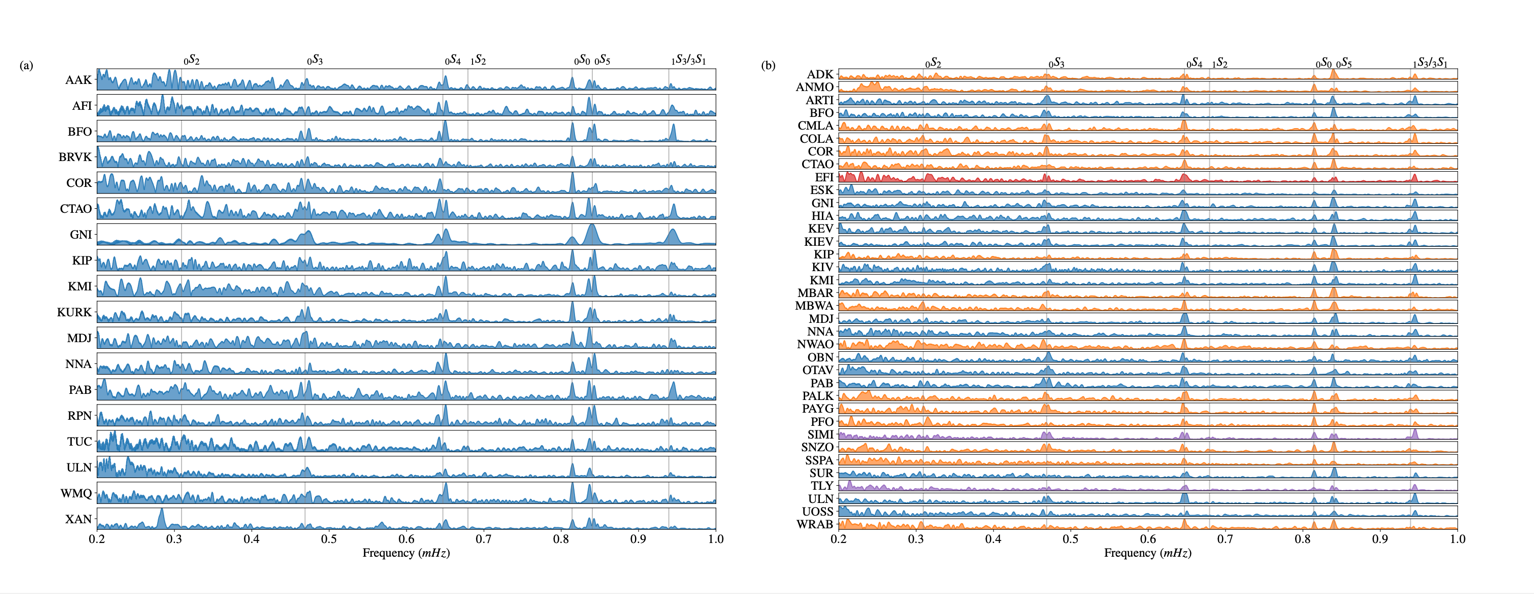 (a)
₀S₂ ₀S₃ ₀S₄ ₁S₂ ₀S₀ ₀S₅ ₁S₃/₃S₁
AAK
AFI
BFO
BRVK
COR
CTAO
GNI
KIP
KMI
KURK
MDJ
NNA
PAB
RPN
TUC
ULN
WMQ
XAN
0.2 0.3 0.4 0.5 0.6 0.7 0.8 0.9 1.0
Frequency (mHz)
(b)
₀S₂ ₀S₃ ₀S₄ ₁S₂ ₀S₀ ₀S₅ ₁S₃/₃S₁
ADK
ANMO
ARTI
BFO
CMLA
COLA
COR
CTAO
EFI
ESK
GNI
HIA
KEV
KIEV
KIP
KIV
KMI
MBAR
MBWA
MDJ
NNA
NWAO
OBN
OTAV
PAB
PALK
PAYG
PFO
SIMI
SNZO
SSPA
SUR
TLY
ULN
UOSS
WRAB
0.2 0.3 0.4 0.5 0.6 0.7 0.8 0.9 1.0
Frequency (mHz)